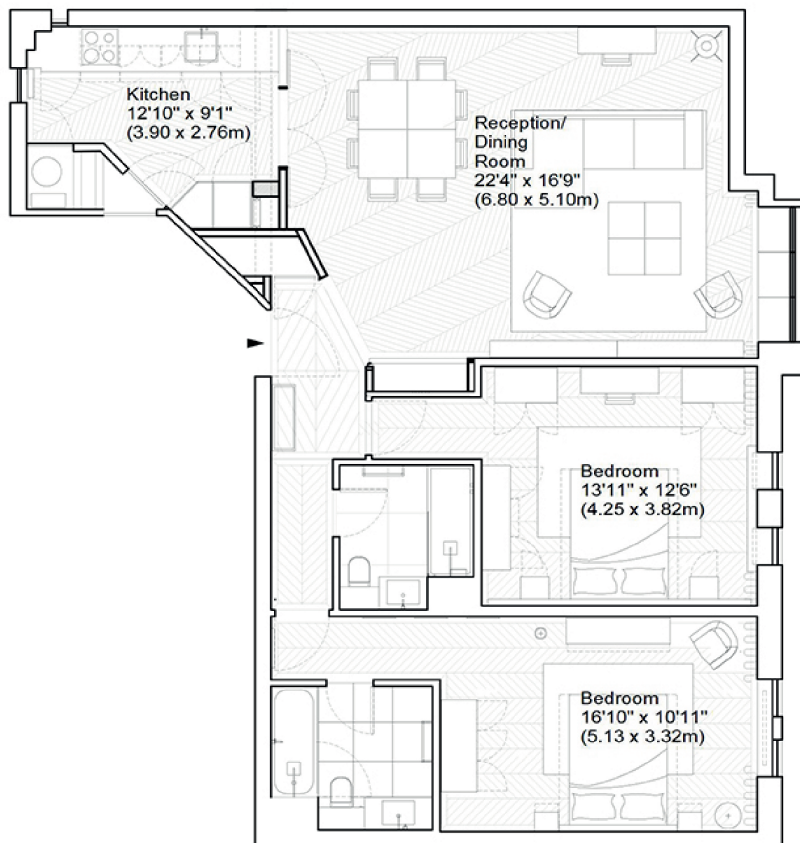 Kitchen
12'10" x 9'1"
(3.90 x 2.76m)
Reception/
Dining
Room
22'4" x 16'9"
(6.80 x 5.10m)
Bedroom
13'11" x 12'6"
(4.25 x 3.82m)
Bedroom
16'10" x 10'11"
(5.13 x 3.32m)